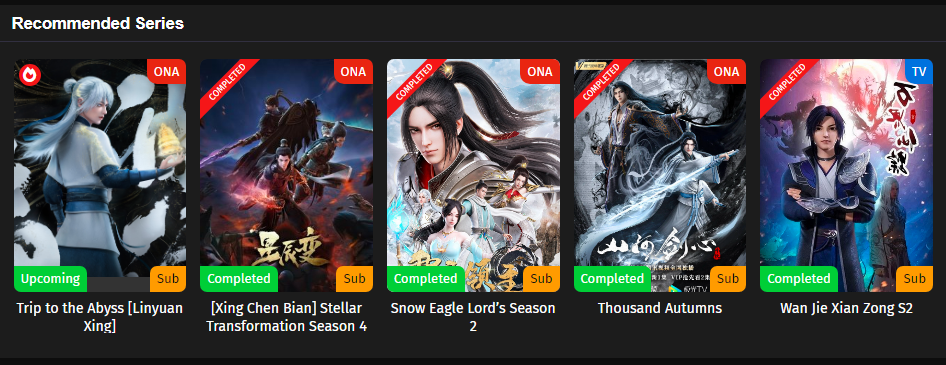 Recommended Series
ONA
COMPLETED
ONA
COMPLETED
ONA
COMPLETED
ONA
COMPLETED
TV
星辰变
山河剑心
Upcoming
Sub
Completed
Sub
Completed
Sub
Completed
Sub
Completed
Sub
Trip to the Abyss [Linyuan
Xing]
[Xing Chen Bian] Stellar
Transformation Season 4
Snow Eagle Lord’s Season
2
Thousand Autumns
Wan Jie Xian Zong S2